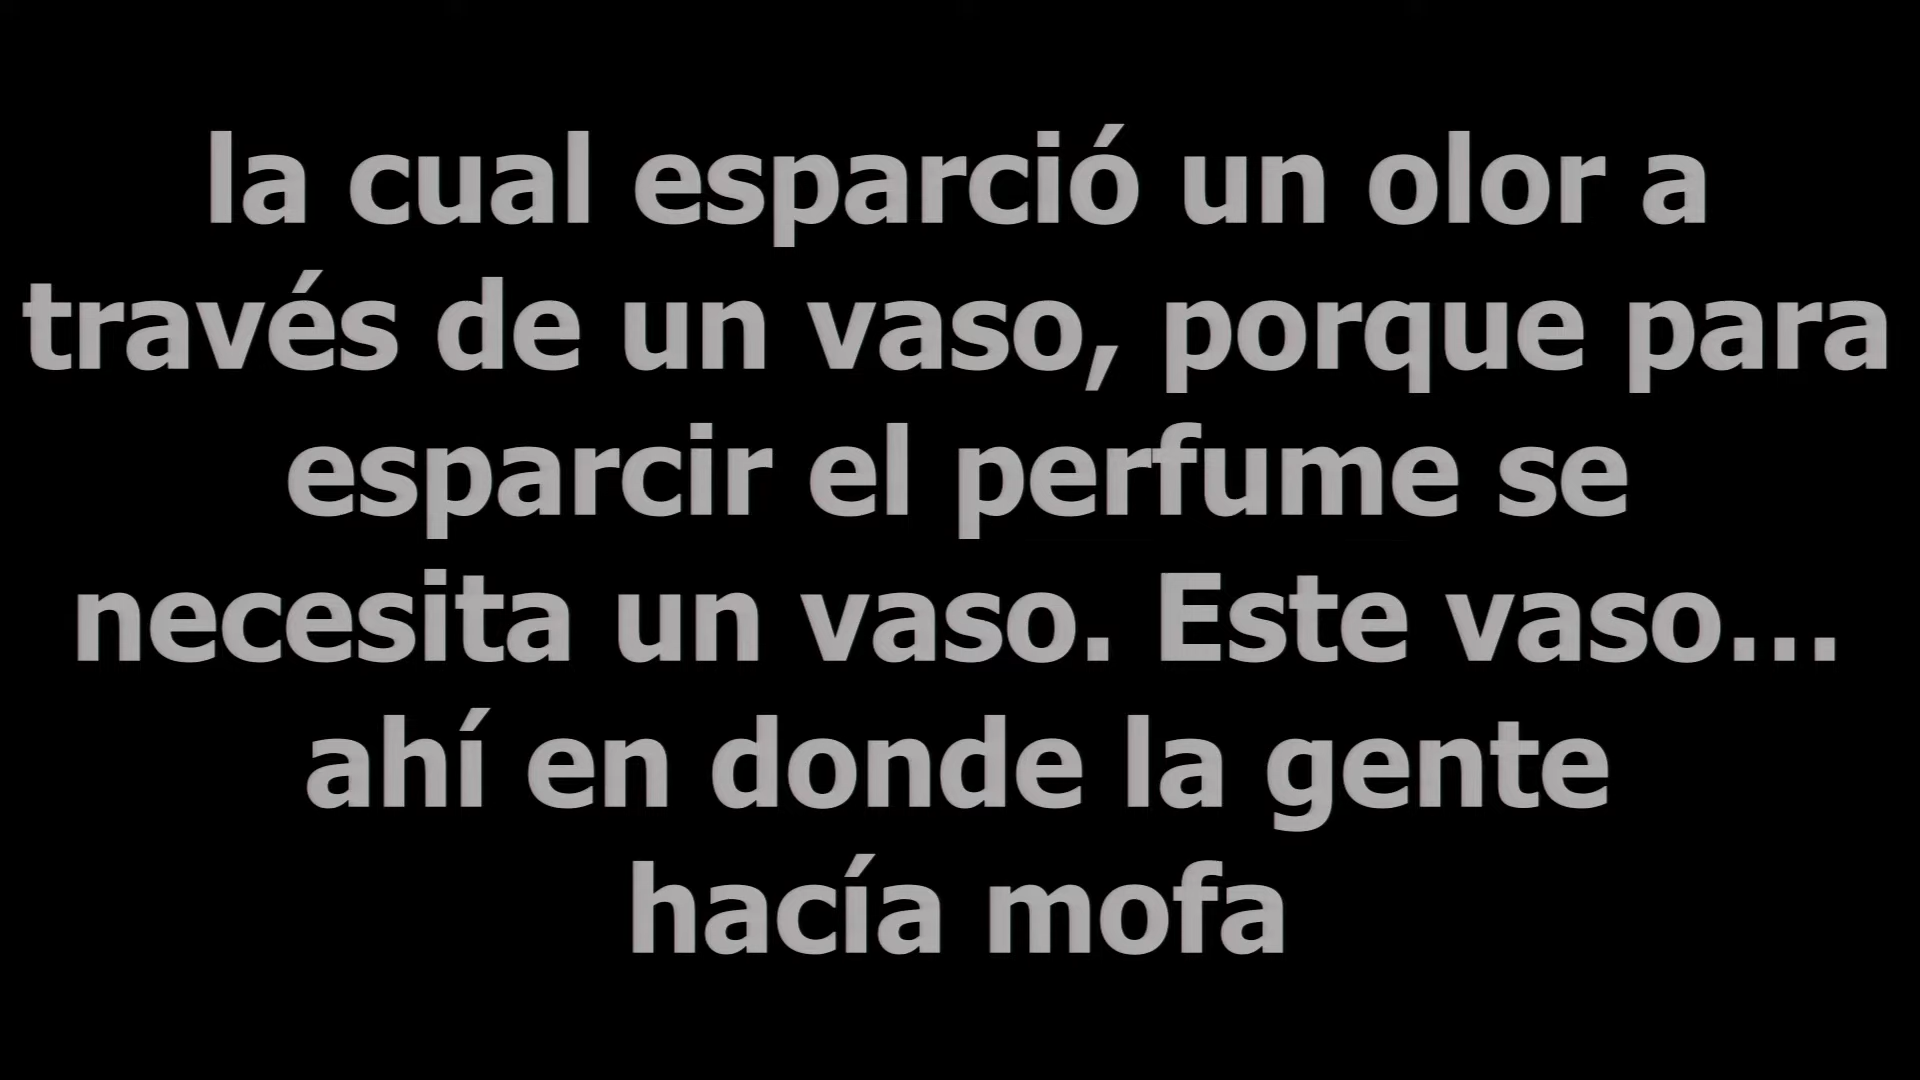 la cual esparció un olor a
través de un vaso, porque para
esparcir el perfume se
necesita un vaso. Este vaso...
ahí en donde la gente
hacía mofa